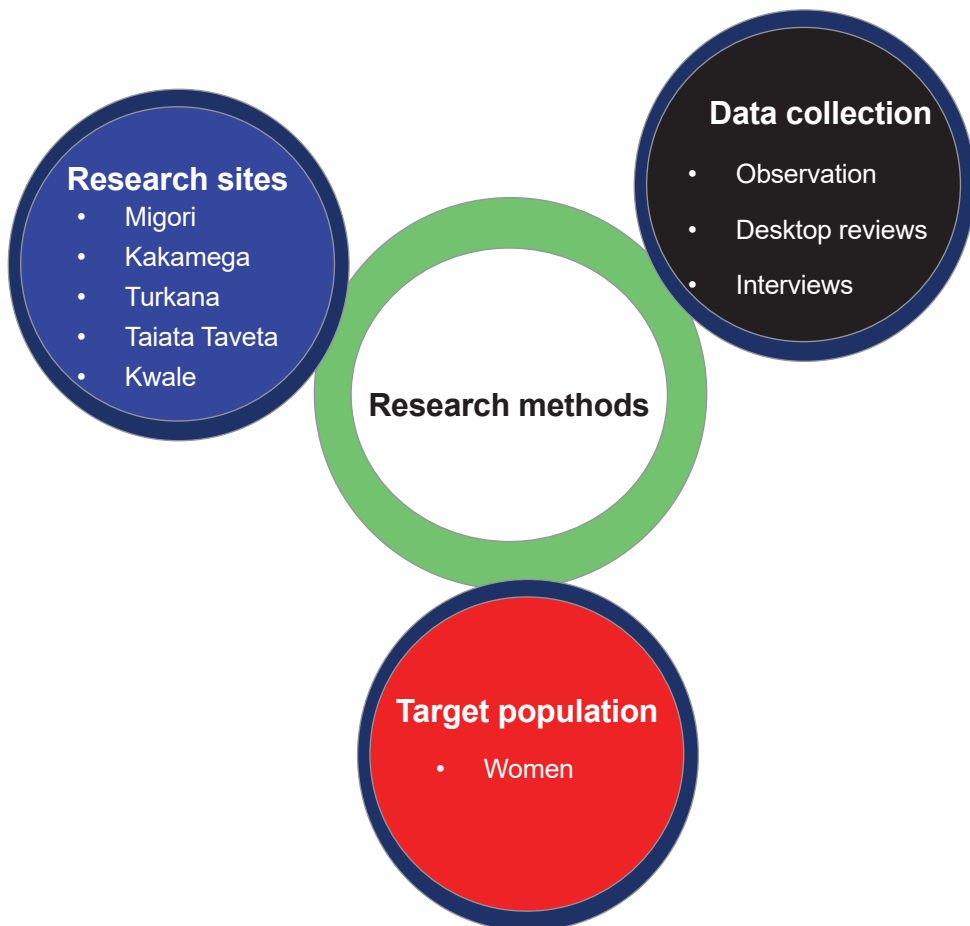 Research sites
• Migori
• Kakamega
• Turkana
• Taiata Taveta
• Kwale
Data collection
• Observation
• Desktop reviews
• Interviews
Research methods
Target population
• Women